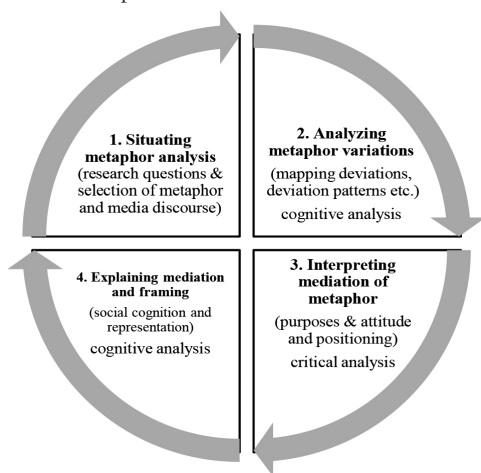 1. Situating
metaphor analysis
(research questions &
selection of metaphor
and media discourse)
2. Analyzing
metaphor variations
(mapping deviations,
deviation patterns etc.)
cognitive analysis
3. Interpreting
mediation of
metaphor
(purposes & attitude
and positioning)
critical analysis
4. Explaining mediation
and framing
(social cognition and
representation)
cognitive analysis